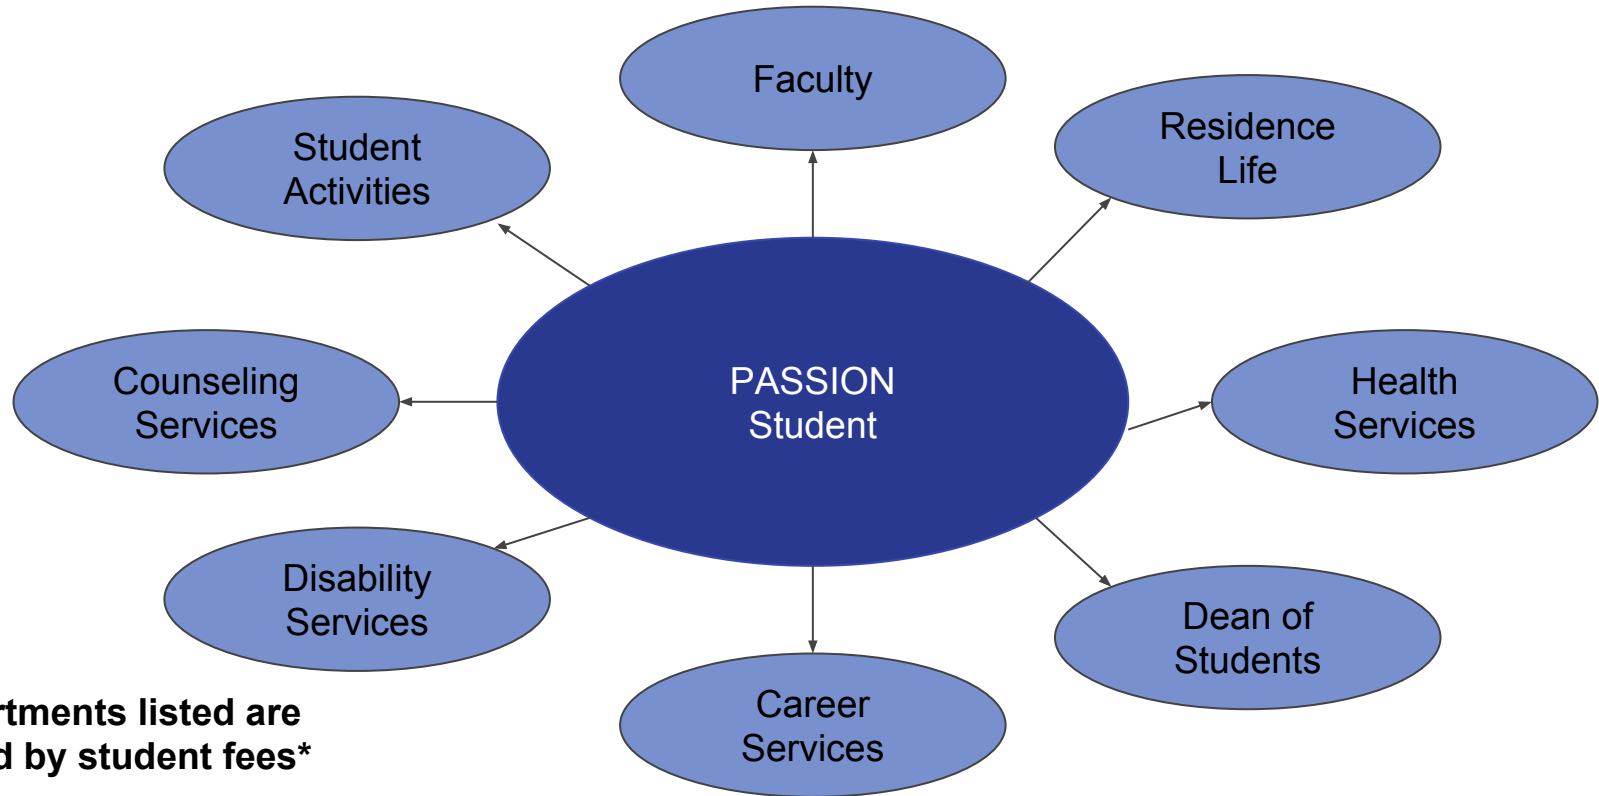 Faculty
Residence
Life
Student
Activities
PASSION
Student
Counseling
Services
Health
Services
Disability
Services
Dean of
Students
Career
Services
rtments listed are
d by student fees*